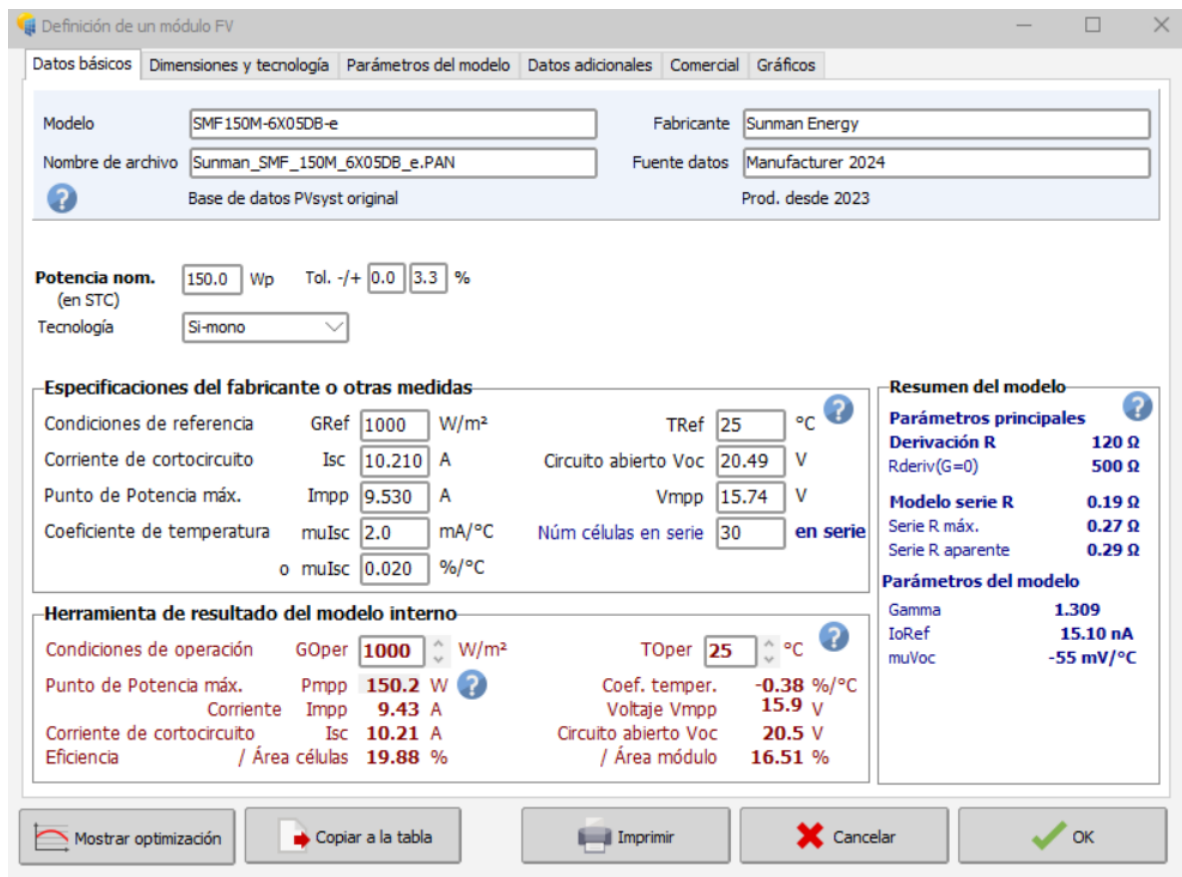 Definición de un módulo FV
Datos básicos Dimensiones y tecnología Parámetros del modelo Datos adicionales Comercial Gráficos
Modelo SMF150M-6X05DB-e Fabricante Sunman Energy
Nombre de archivo Sunman_SMF_150M_6X05DB_e.PAN Fuente datos Manufacturer 2024
? Base de datos PVsyst original Prod. desde 2023
Potencia nom. 150.0 Wp Tol. -/+ 0.0 3.3 %
(en STC)
Tecnología Si-mono
Especificaciones del fabricante o otras medidas
Condiciones de referencia GRef 1000 W/m² TRef 25 °C ?
Corriente de cortocircuito Isc 10.210 A Circuito abierto Voc 20.49 V
Punto de Potencia máx. Impp 9.530 A Vmpp 15.74 V
Coeficiente de temperatura muIsc 2.0 mA/°C Núm células en serie 30 en serie
o muIsc 0.020 %/°C
Herramienta de resultado del modelo interno
Condiciones de operación GOper 1000 W/m² TOper 25 °C ?
Punto de Potencia máx. Pmpp 150.2 W ? Coef. temper. -0.38 %/°C
Corriente Impp 9.43 A Voltaje Vmpp 15.9 V
Corriente de cortocircuito Isc 10.21 A Circuito abierto Voc 20.5 V
Eficiencia / Área células 19.88 % / Área módulo 16.51 %
Resumen del modelo
?
Parámetros principales
Derivación R 120 Ω
Rderiv(G=0) 500 Ω
Modelo serie R 0.19 Ω
Serie R máx. 0.27 Ω
Serie R aparente 0.29 Ω
Parámetros del modelo
Gamma 1.309
IoRef 15.10 nA
muVoc -55 mV/°C
Mostrar optimización Copiar a la tabla Imprimir Cancelar OK